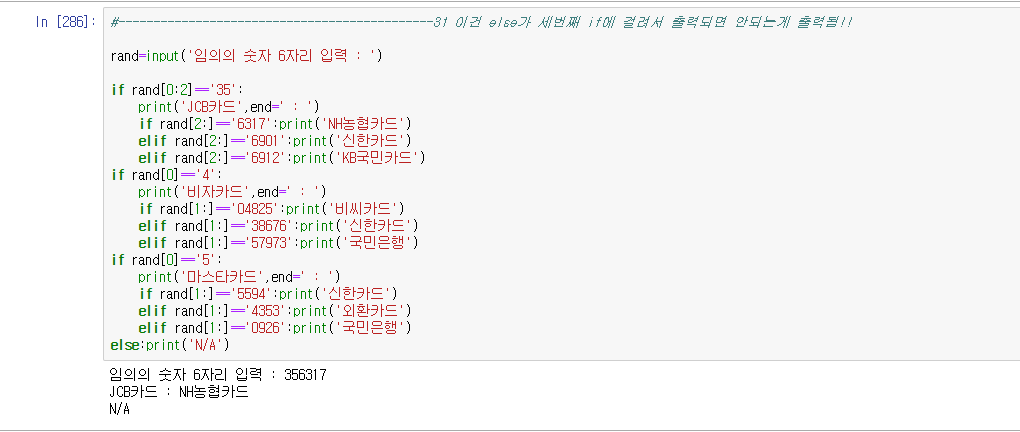 In [286]: #----------------------------------------------31 이건 else가 세번째 if에 걸려서 출력되면 안되는게 출력됨!!
rand=input('임의의 숫자 6자리 입력 : ')
if rand[0:2]=='35':
    print('JCB카드',end=' : ')
    if rand[2:]=='6317':print('NH농협카드')
    elif rand[2:]=='6901':print('신한카드')
    elif rand[2:]=='6912':print('KB국민카드')
if rand[0]=='4':
    print('비자카드',end=' : ')
    if rand[1:]=='04825':print('비씨카드')
    elif rand[1:]=='38676':print('신한카드')
    elif rand[1:]=='57973':print('국민은행')
if rand[0]=='5':
    print('마스타카드',end=' : ')
    if rand[1:]=='5594':print('신한카드')
    elif rand[1:]=='4353':print('외환카드')
    elif rand[1:]=='0926':print('국민은행')
else:print('N/A')
임의의 숫자 6자리 입력 : 356317
JCB카드 : NH농협카드
N/A